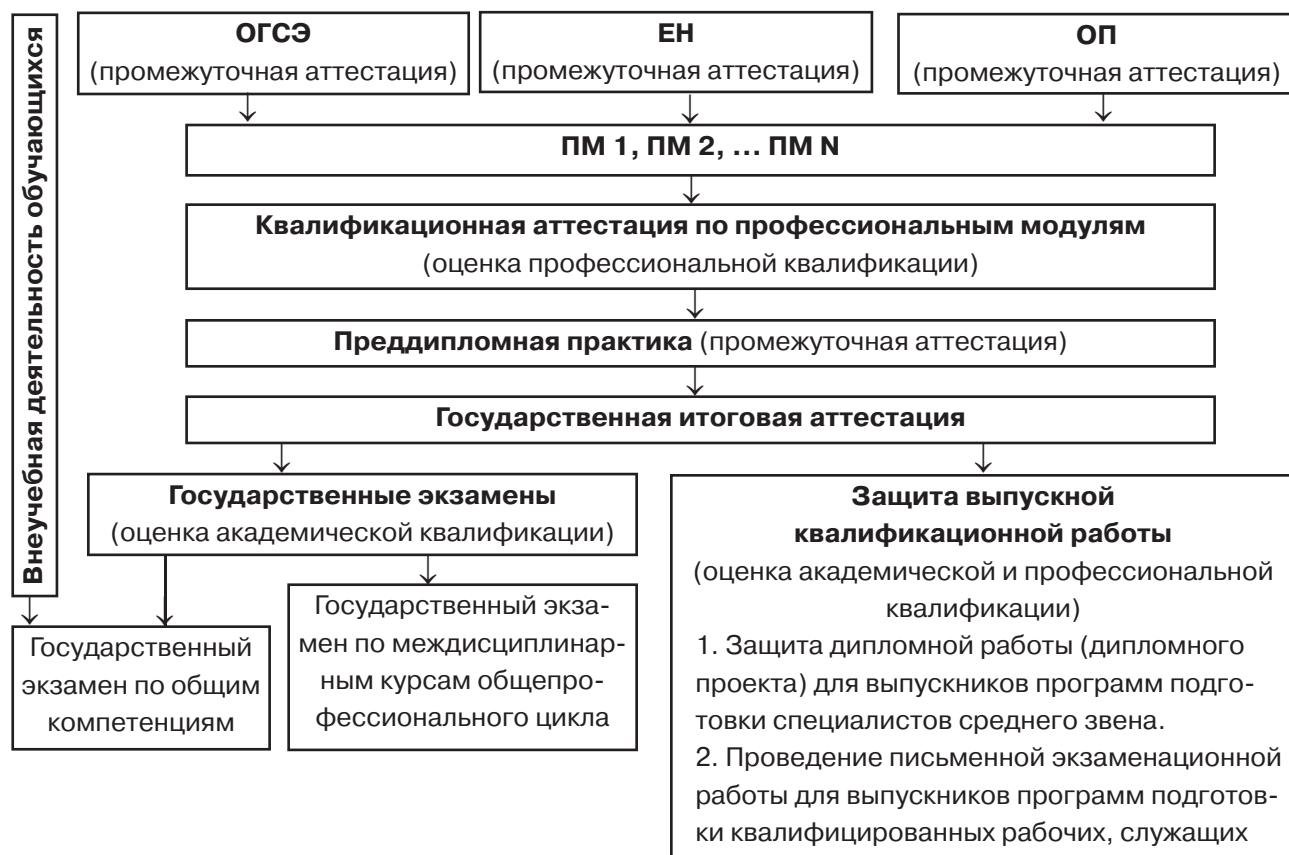 Внеучебная деятельность обучающихся
ОГСЭ
(промежуточная аттестация)
ЕН
(промежуточная аттестация)
ОП
(промежуточная аттестация)
ПМ 1, ПМ 2, ... ПМ N
Квалификационная аттестация по профессиональным модулям
(оценка профессиональной квалификации)
Преддипломная практика (промежуточная аттестация)
Государственная итоговая аттестация
Государственные экзамены
(оценка академической квалификации)
Государственный
экзамен по общим
компетенциям
Государственный экза-
мен по междисциплинар-
ным курсам общепро-
фессионального цикла
Защита выпускной
квалификационной работы
(оценка академической и профессиональной
квалификации)
1. Защита дипломной работы (дипломного
проекта) для выпускников программ подго-
товки специалистов среднего звена.
2. Проведение письменной экзаменационной
работы для выпускников программ подготов-
ки квалифицированных рабочих, служащих